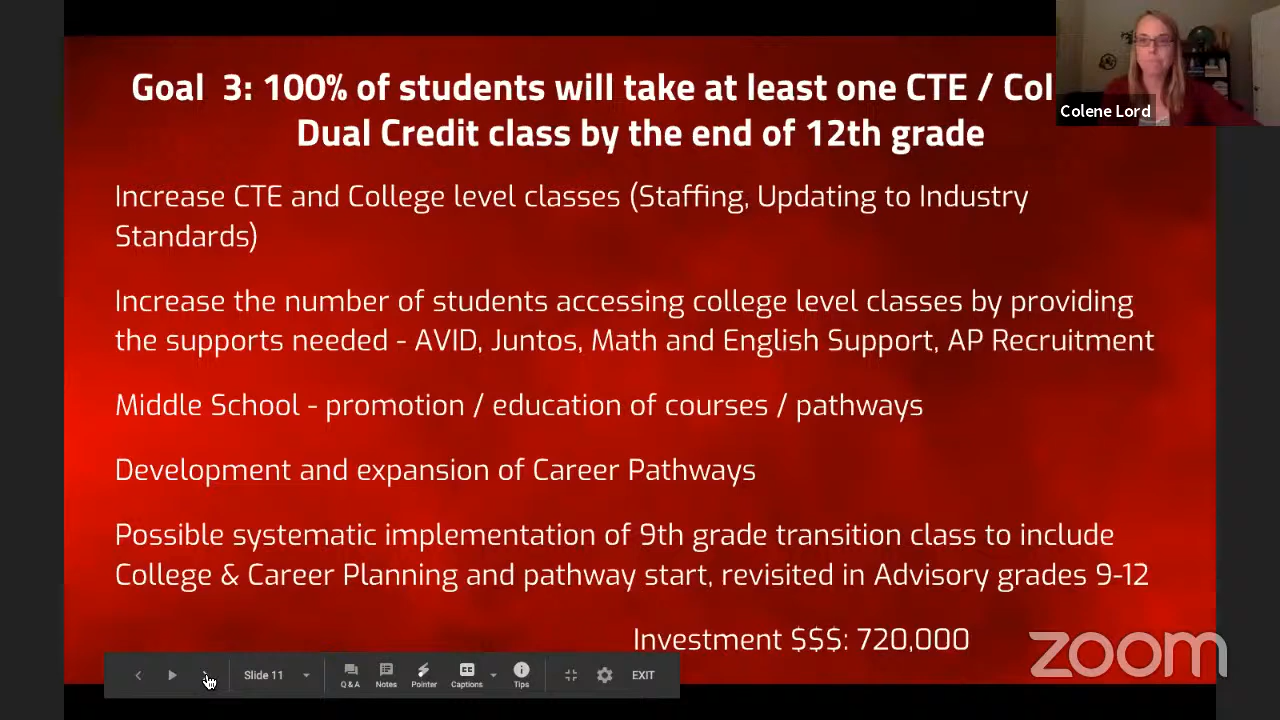 Goal 3: 100% of students will take at least one CTE / Col
Dual Credit class by the end of 12th grade
Colene Lord
Increase CTE and College level classes (Staffing, Updating to Industry
Standards)
Increase the number of students accessing college level classes by providing
the supports needed - AVID, Juntos, Math and English Support, AP Recruitment
Middle School - promotion / education of courses / pathways
Development and expansion of Career Pathways
Possible systematic implementation of 9th grade transition class to include
College & Career Planning and pathway start, revisited in Advisory grades 9-12
Investment $$$: 720,000
zoom
Slide 11
Q & A
Notes
Pointer
Captions
Tips
EXIT